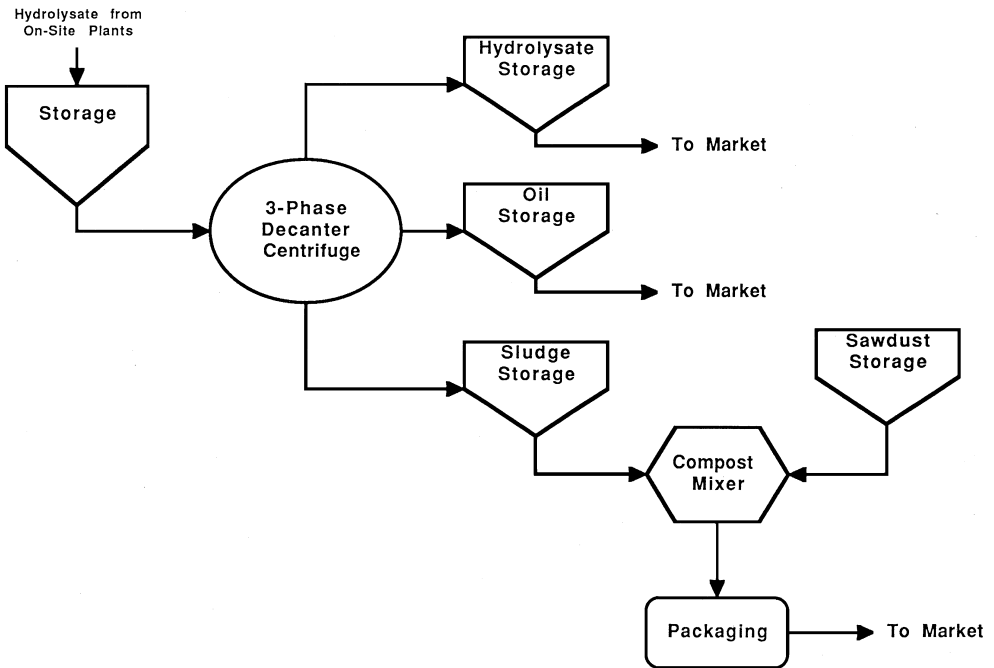 Hydrolysate from
On-Site Plants
Storage
Hydrolysate
Storage
To Market
3-Phase
Decanter
Centrifuge
Oil
Storage
To Market
Sludge
Storage
Sawdust
Storage
Compost
Mixer
Packaging
To Market